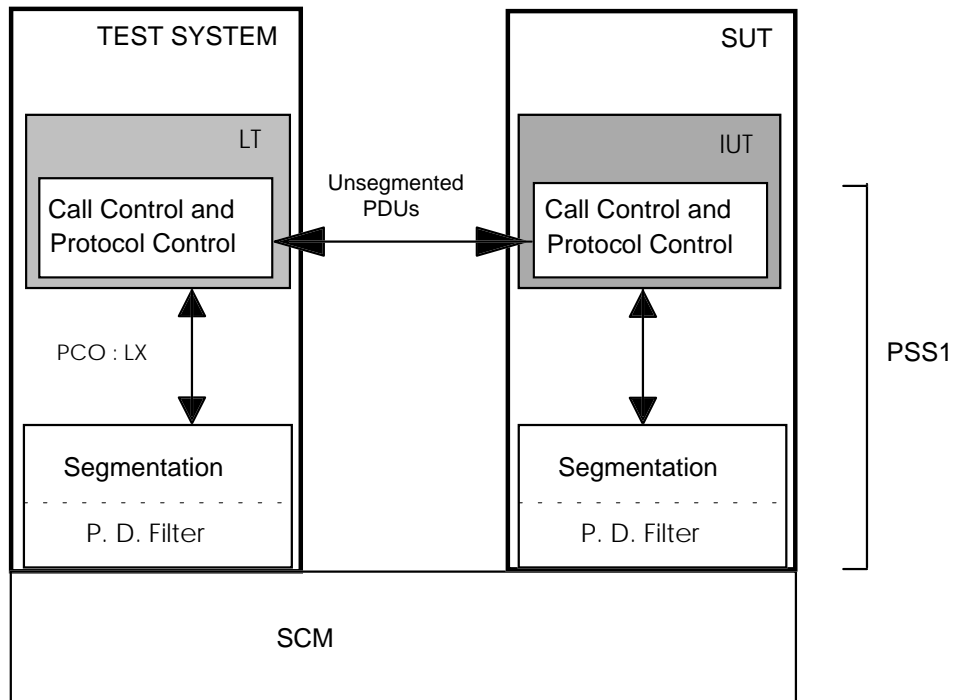 TEST SYSTEM
SUT
LT
IUT
Unsegmented
PDUs
Call Control and
Protocol Control
Call Control and
Protocol Control
PCO : LX
PSS1
Segmentation
P. D. Filter
Segmentation
P. D. Filter
SCM